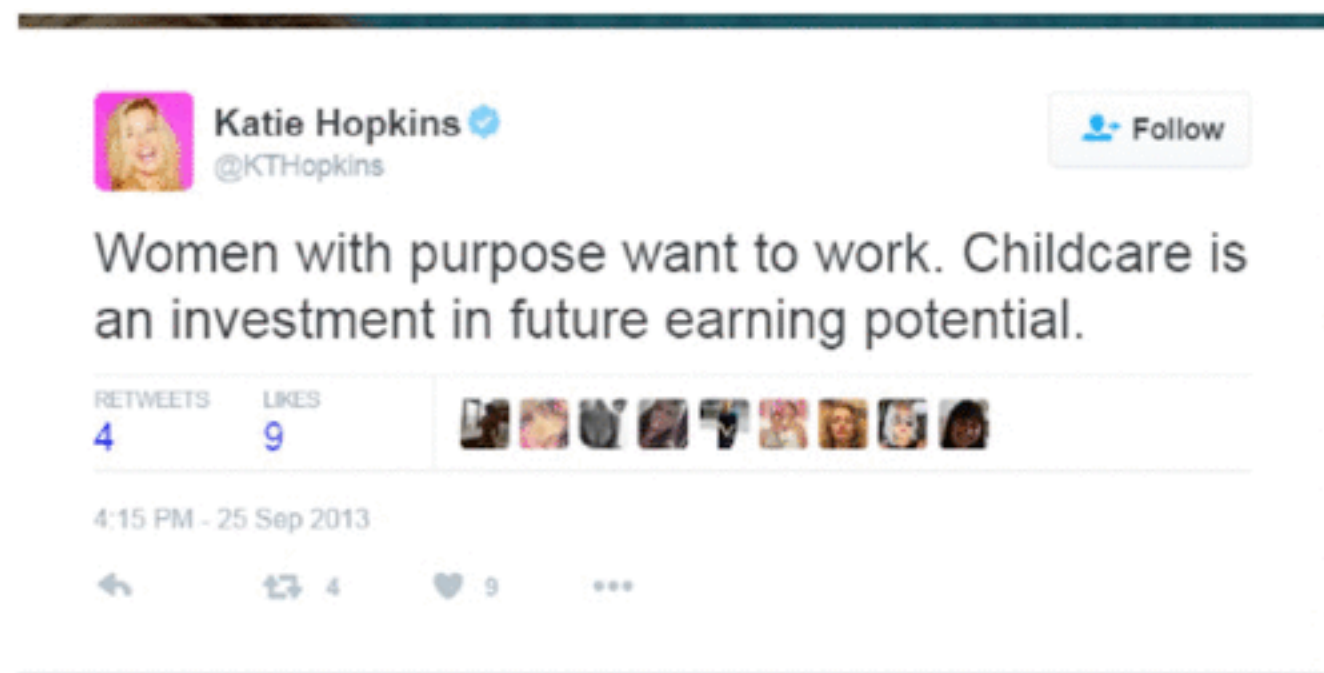 Katie Hopkins
Follow
@KTHopkins
Women with purpose want to work. Childcare is
an investment in future earning potential.
RETWEETS LIKES
4 9
4:15 PM - 25 Sep 2013
4 9